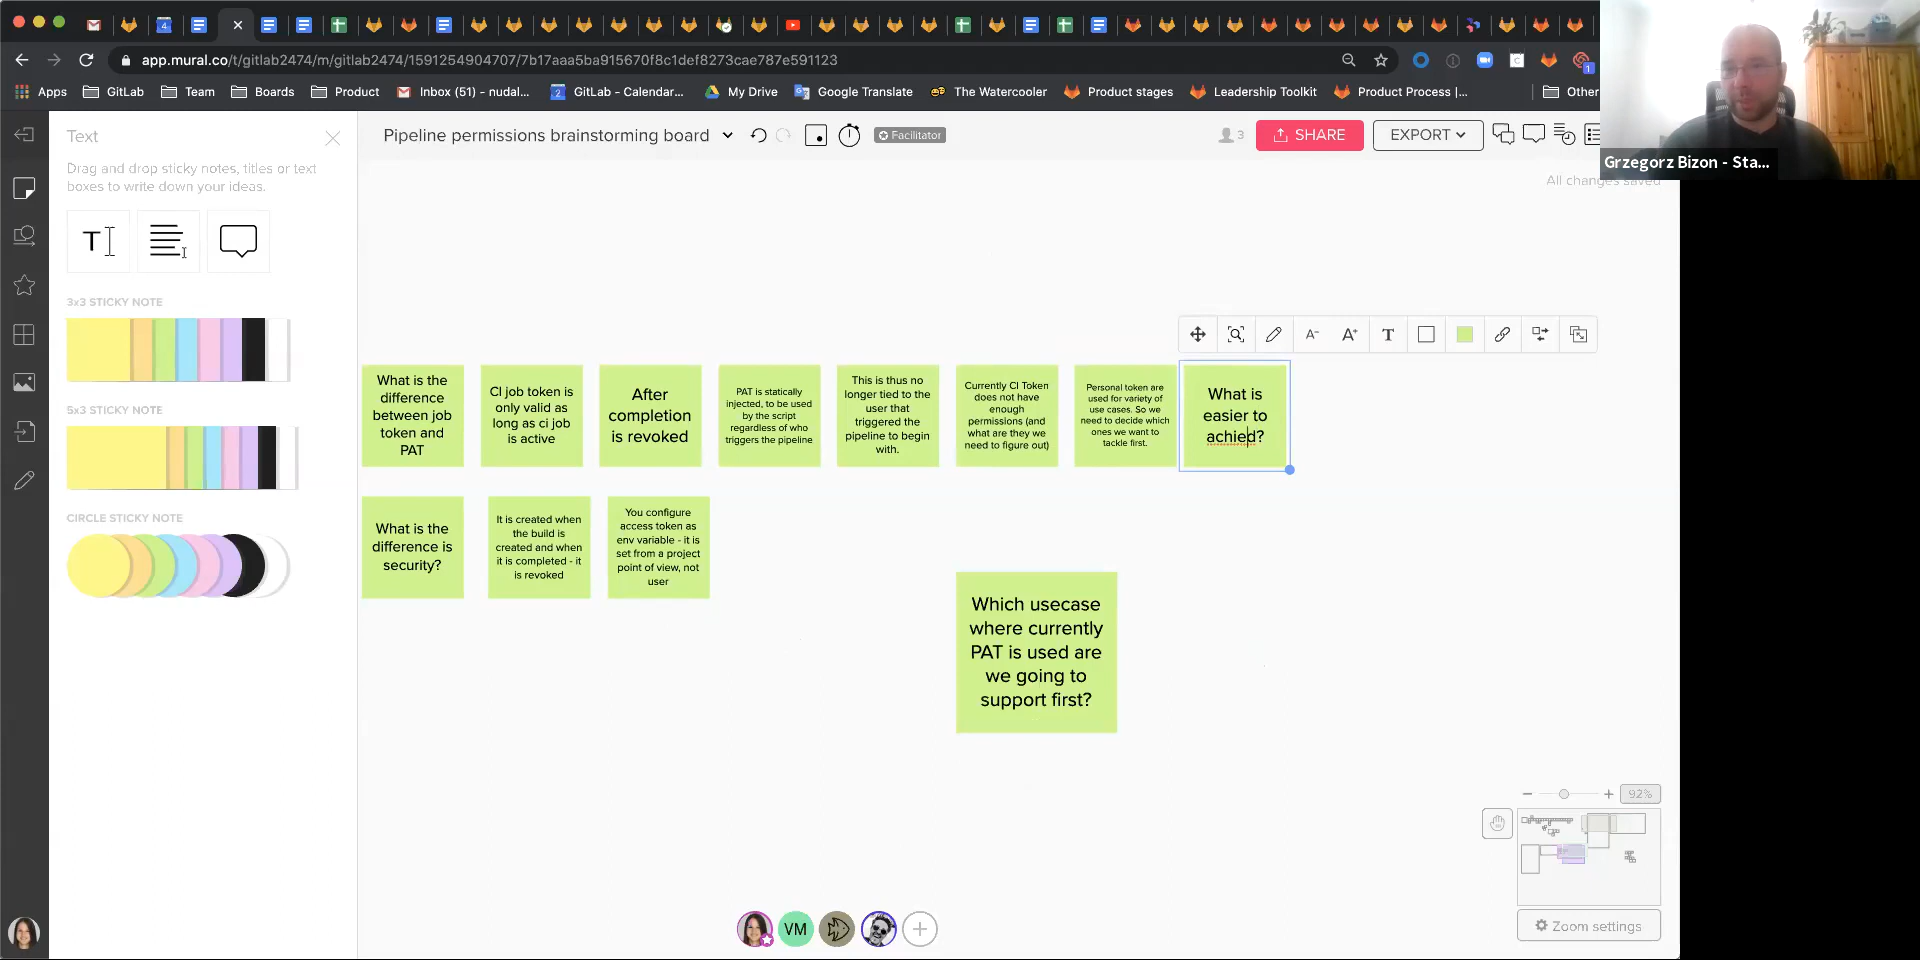 app.mural.co/t/gitlab2474/m/gitlab2474/1591254904707/7b17aaa5ba915670f8c1def8273cae787e591123
1
Apps
GitLab
Team
Boards
Product
Inbox (51) - nudal...
2
GitLab - Calendar...
My Drive
Google Translate
The Watercooler
Product stages
Leadership Toolkit
Product Process |...
Other
Grzegorz Bizon - Sta...
Text
Drag and drop sticky notes, titles or text
boxes to write down your ideas.
T
3x3 STICKY NOTE
5x3 STICKY NOTE
CIRCLE STICKY NOTE
Pipeline permissions brainstorming board
Facilitator
3
SHARE
EXPORT
All changes saved
A-
A+
T
What is the
difference
between job
token and
PAT
CI job token is
only valid as
long as ci job
is active
After
completion
is revoked
PAT is statically
injected, to be used
by the script
regardless of who
triggers the pipeline
This is thus no
longer tied to the
user that
triggered the
pipeline to begin
with.
Currently CI Token
does not have
enough
permissions (and
what are they we
need to figure out)
Personal token are
used for variety of
use cases. So we
need to decide which
ones we want to
tackle first.
What is
easier to
achied?
What is the
difference is
security?
It is created when
the build is
created and when
it is completed - it
is revoked
You configure
access token as
env variable - it is
set from a project
point of view, not
user
Which usecase
where currently
PAT is used are
we going to
support first?
92%
Zoom settings
VM